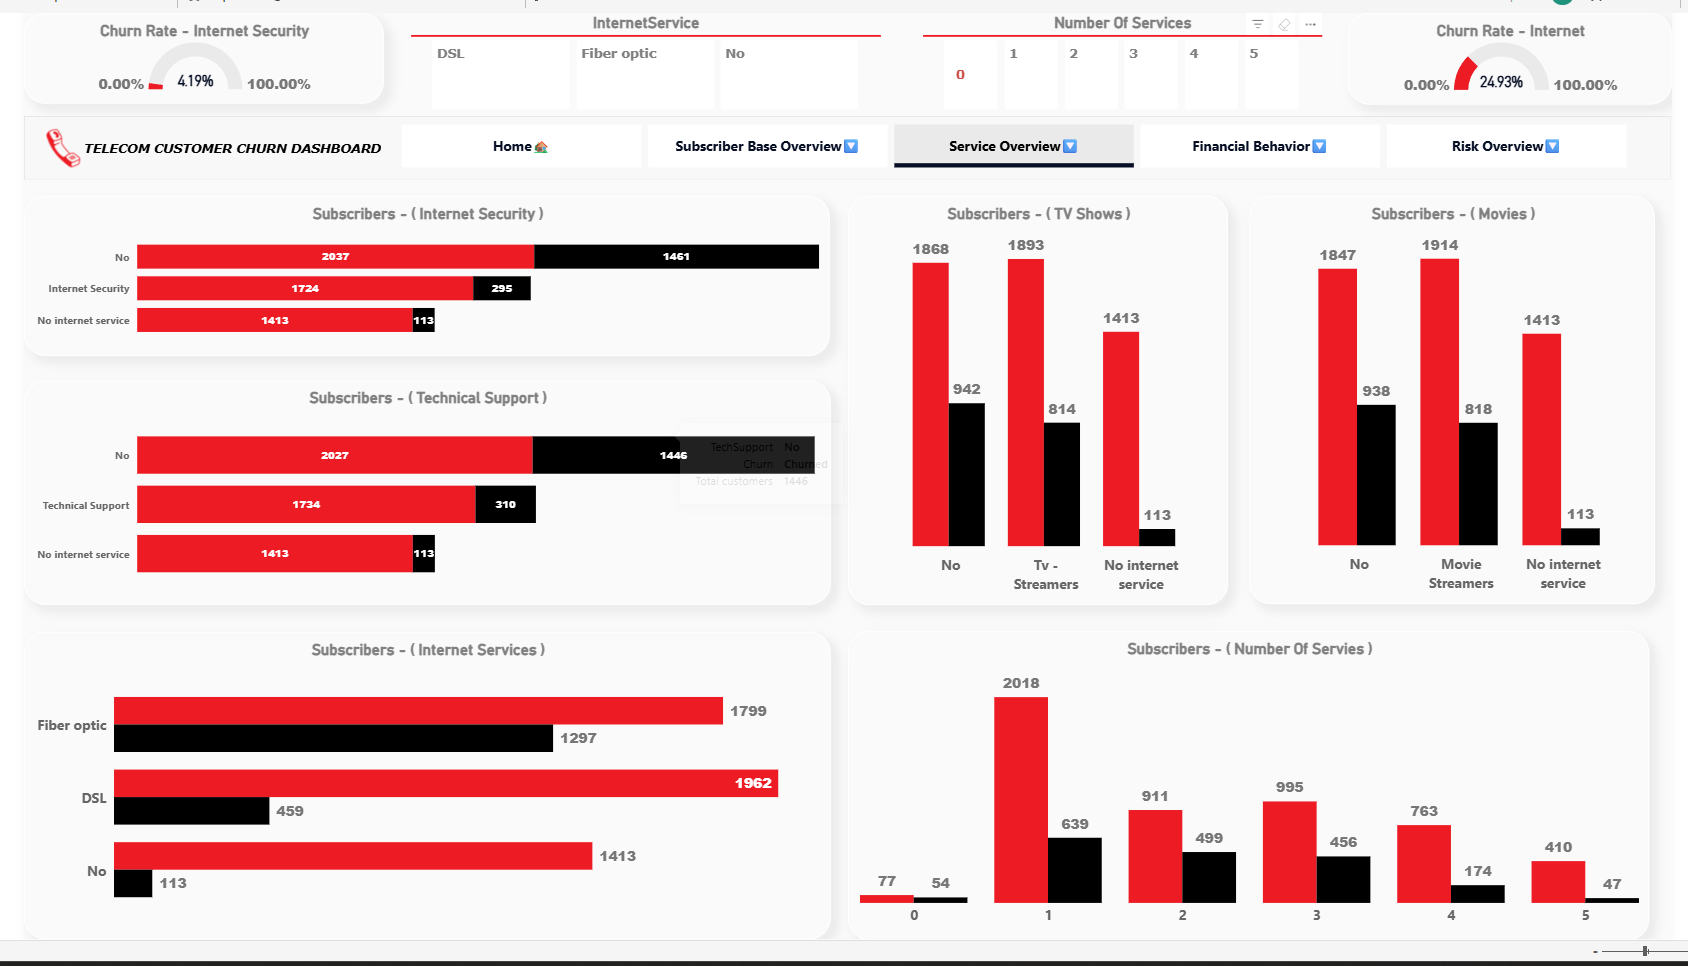 Churn Rate - Internet Security
0.00%
4.19%
100.00%
InternetService
DSL
Fiber optic
No
Number Of Services
0
1
2
3
4
5
Churn Rate - Internet
0.00%
24.93%
100.00%
TELECOM CUSTOMER CHURN DASHBOARD
Home
Subscriber Base Overview
Service Overview
Financial Behavior
Risk Overview
Subscribers - ( Internet Security )
No
2037
1461
Internet Security
1724
295
No internet service
1413
113
Subscribers - ( Technical Support )
No
2027
1446
TechSupport No
Churn Churned
Total customers 1446
Technical Support
1734
310
No internet service
1413
113
Subscribers - ( TV Shows )
1868
942
1893
814
1413
113
No
Tv -
Streamers
No internet
service
Subscribers - ( Movies )
1847
938
1914
818
1413
113
No
Movie
Streamers
No internet
service
Subscribers - ( Internet Services )
Fiber optic
1799
1297
DSL
1962
459
No
1413
113
Subscribers - ( Number Of Servies )
77
54
2018
639
911
499
995
456
763
174
410
47
0
1
2
3
4
5